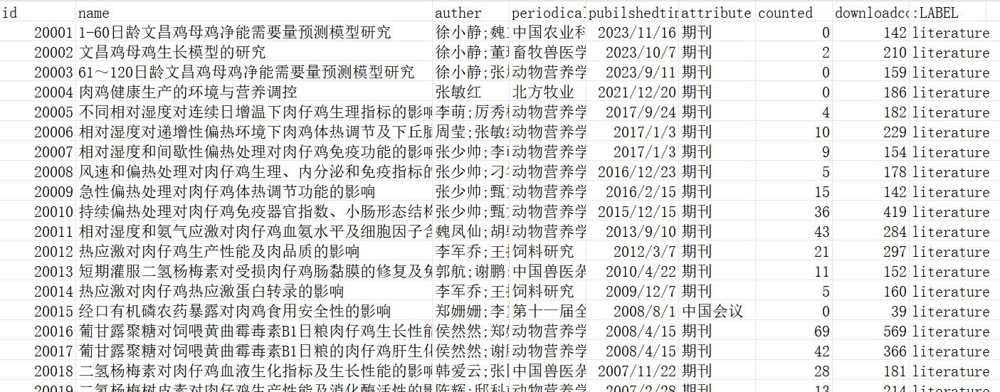 id name auther periodical pubilshedtin attribute counted downloadco :LABEL
20001 1-60日龄文昌鸡母鸡净能需要量预测模型研究 徐小静;魏 中国农业科 2023/11/16 期刊 0 142 literature
20002 文昌鸡母鸡生长模型的研究 徐小静;董 畜牧兽医学 2023/10/7 期刊 2 210 literature
20003 61～120日龄文昌鸡母鸡净能需要量预测模型研究 徐小静;张 动物营养学 2023/9/11 期刊 0 159 literature
20004 肉鸡健康生产的环境与营养调控 张敏红 北方牧业 2021/12/20 期刊 0 186 literature
20005 不同相对湿度对连续日增温下肉仔鸡生理指标的影响 李萌;厉秀 动物营养学 2017/9/24 期刊 4 182 literature
20006 相对湿度对递增性偏热环境下肉鸡体热调节及下丘脑 周莹;张敏 动物营养学 2017/1/3 期刊 10 229 literature
20007 相对湿度和间歇性偏热处理对肉仔鸡免疫功能的影响 张少帅;李 动物营养学 2017/1/3 期刊 9 154 literature
20008 风速和偏热处理对肉仔鸡生理、内分泌和免疫指标的 张少帅;刁 动物营养学 2016/12/23 期刊 5 178 literature
20009 急性偏热处理对肉仔鸡体热调节功能的影响 张少帅;甄 动物营养学 2016/2/15 期刊 15 142 literature
20010 持续偏热处理对肉仔鸡免疫器官指数、小肠形态结构 张少帅;甄 动物营养学 2015/12/15 期刊 36 419 literature
20011 相对湿度和氨气应激对肉仔鸡血氨水平及细胞因子含 魏凤仙;胡 动物营养学 2013/9/10 期刊 43 284 literature
20012 热应激对肉仔鸡生产性能及肉品质的影响 李军乔;王 饲料研究 2012/3/7 期刊 21 297 literature
20013 短期灌服二氢杨梅素对受损肉仔鸡肠黏膜的修复及免 郭航;谢鹏 中国兽医杂 2010/4/22 期刊 11 152 literature
20014 热应激对肉仔鸡热应激蛋白转录的影响 李军乔;王 饲料研究 2009/12/7 期刊 5 160 literature
20015 经口有机磷农药暴露对肉鸡食用安全性的影响 郑姗姗;李 第十一届全 2008/8/1 中国会议 0 39 literature
20016 葡甘露聚糖对饲喂黄曲霉毒素B1日粮肉仔鸡生长性能 侯然然;郑 动物营养学 2008/4/15 期刊 69 569 literature
20017 葡甘露聚糖对饲喂黄曲霉毒素B1日粮的肉仔鸡肝生化 侯然然;谢 动物营养学 2008/4/15 期刊 42 366 literature
20018 二氢杨梅素对肉仔鸡血液生化指标及生长性能的影响 韩爱云;张 中国兽医杂 2007/11/22 期刊 28 181 literature
20019 二氢杨梅树皮素对肉仔鸡生产性能及消化酶活性的影 陈辉;邸科 动物营养学 2007/2/28 期刊 13 214 literature